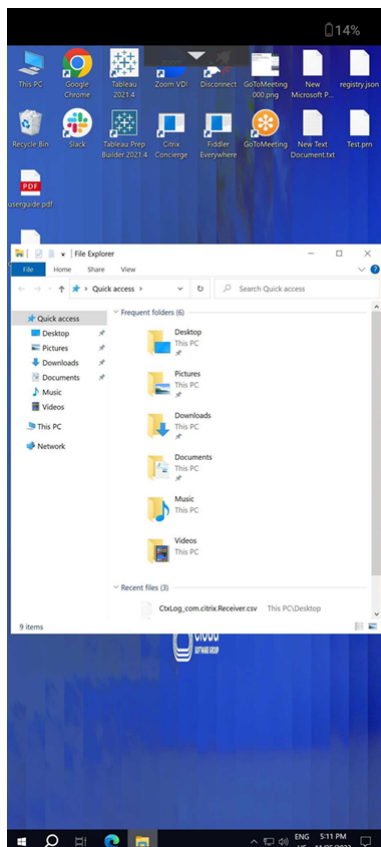 14%
This PC
Google Chrome
Tableau 2021.4
Zoom VDI
Disconnect
GoToMeeting 000.png
New Microsoft P...
registry.json
Recycle Bin
Slack
Tableau Prep Builder 2021.4
Citrix Concierge
Fiddler Everywhere
GoToMeeting
New Text Document.txt
Test.prn
PDF
userguide.pdf
File Explorer
File
Home
Share
View
Quick access
Search Quick access
Quick access
Desktop
Pictures
Downloads
Documents
Music
Videos
This PC
Network
Frequent folders (6)
Desktop
This PC
Pictures
This PC
Downloads
This PC
Documents
This PC
Music
This PC
Videos
This PC
Recent files (3)
CtxLog_com.citrix.Receiver.csv This PC\Desktop
9 items
CLOUD
SOFTWARE GROUP
ENG 5:11 PM